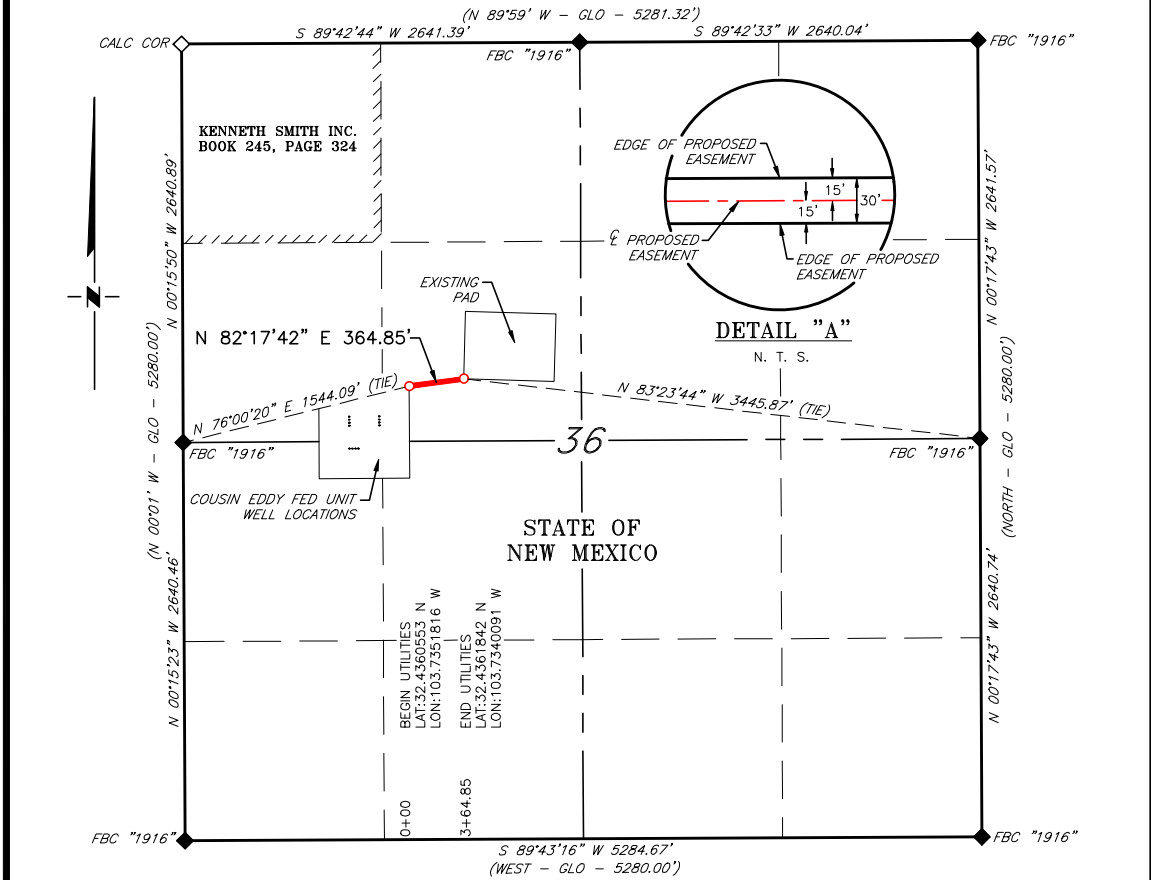 (N 89°59' W - GLO - 5281.32')
S 89°42'44" W 2641.39'
S 89°42'33" W 2640.04'
CALC COR
FBC "1916"
FBC "1916"
KENNETH SMITH INC.
BOOK 245, PAGE 324
EDGE OF PROPOSED
EASEMENT
15'
30'
15'
℄ PROPOSED
EASEMENT
EDGE OF PROPOSED
EASEMENT
DETAIL "A"
N. T. S.
N 00°15'50" W 2640.89'
N 00°17'43" W 2641.57'
N
EXISTING
PAD
N 82°17'42" E 364.85'
N 76°00'20" E 1544.09' (TIE)
N 83°23'44" W 3445.87' (TIE)
(N 00°01' W - GLO - 5280.00')
(NORTH - GLO - 5280.00')
FBC "1916"
36
FBC "1916"
COUSIN EDDY FED UNIT
WELL LOCATIONS
STATE OF
NEW MEXICO
N 00°15'23" W 2640.46'
N 00°17'43" W 2640.74'
BEGIN UTILITIES
LAT:32.4360553 N
LON:103.7351816 W
END UTILITIES
LAT:32.4361842 N
LON:103.7340091 W
0+00
3+64.85
FBC "1916"
FBC "1916"
S 89°43'16" W 5284.67'
(WEST - GLO - 5280.00')